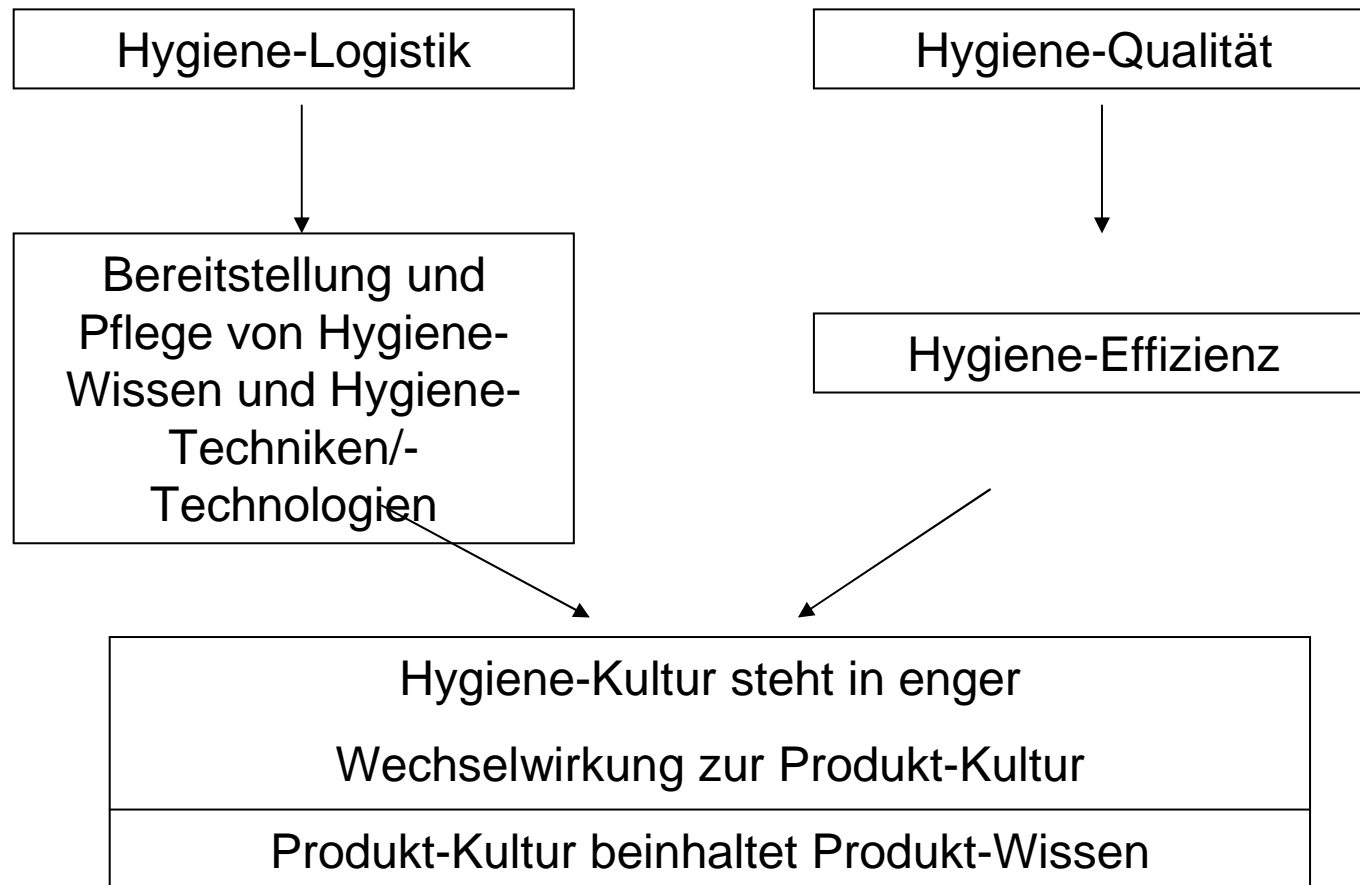 Hygiene-Logistik
Hygiene-Qualität
Bereitstellung und
Pflege von Hygiene-
Wissen und Hygiene-
Techniken/-
Technologien
Hygiene-Effizienz
Hygiene-Kultur steht in enger
Wechselwirkung zur Produkt-Kultur
Produkt-Kultur beinhaltet Produkt-Wissen